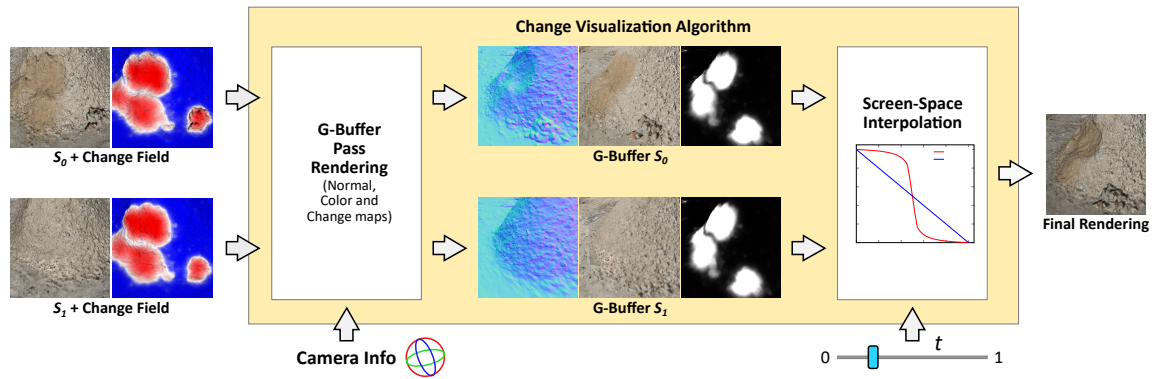 Change Visualization Algorithm
S0 + Change Field
S1 + Change Field
G-Buffer
Pass
Rendering
(Normal,
Color and
Change maps)
G-Buffer S0
G-Buffer S1
Screen-Space
Interpolation
Final Rendering
Camera Info
0
t
1